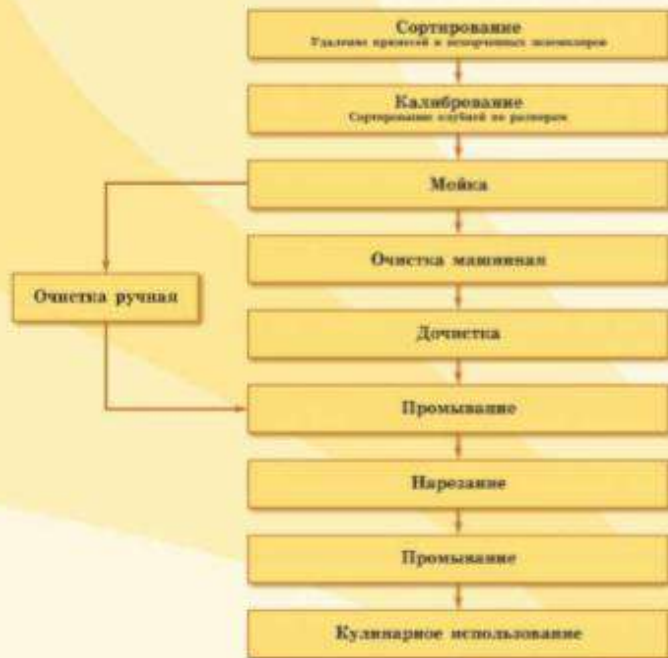 Сортирование
Удаление примесей и испорченных экземпляров
Калибрование
Сортирование клубней по размерам
Мойка
Очистка машинная
Очистка ручная
Дочистка
Промывание
Нарезание
Промывание
Кулинарное использование